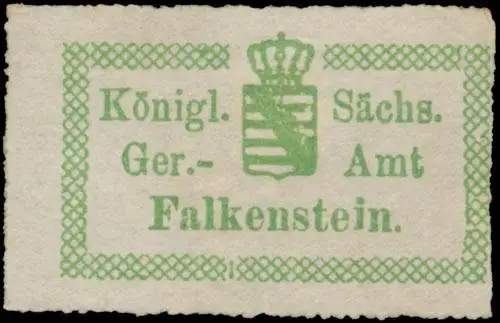 Königl. Sächs.
Ger.- Amt
Falkenstein.